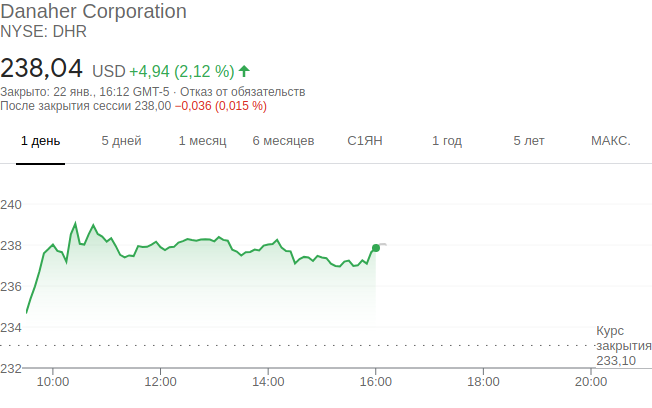 Danaher Corporation
NYSE: DHR
238,04 USD +4,94 (2,12 %)
Закрыто: 22 янв., 16:12 GMT-5 · Отказ от обязательств
После закрытия сессии 238,00 −0,036 (0,015 %)
1 день 5 дней 1 месяц 6 месяцев С1ЯН 1 год 5 лет МАКС.
240
238
236
234
Курс
закрытия
233,10
232
10:00 12:00 14:00 16:00 18:00 20:00